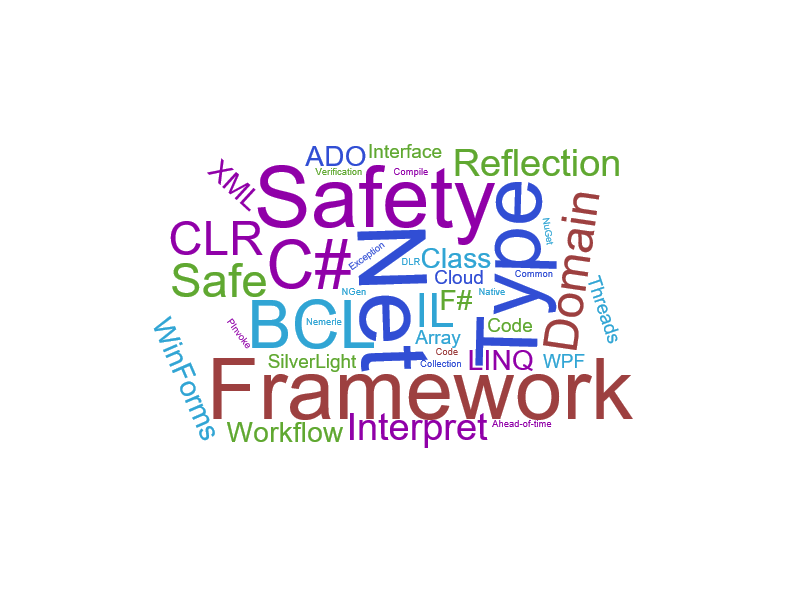 ADO
Interface
Reflection
Verification
Compile
XML
Safety
Type
Domain
NuGet
CLR
C#
Exception
Net
DLR
Class
Safe
Cloud
Common
NGen
F#
Native
Threads
BCL
Nemerle
IL
Code
PInvoke
WinForms
Array
SilverLight
Code
Collection
LINQ
WPF
Framework
Workflow
Interpret
Ahead-of-time